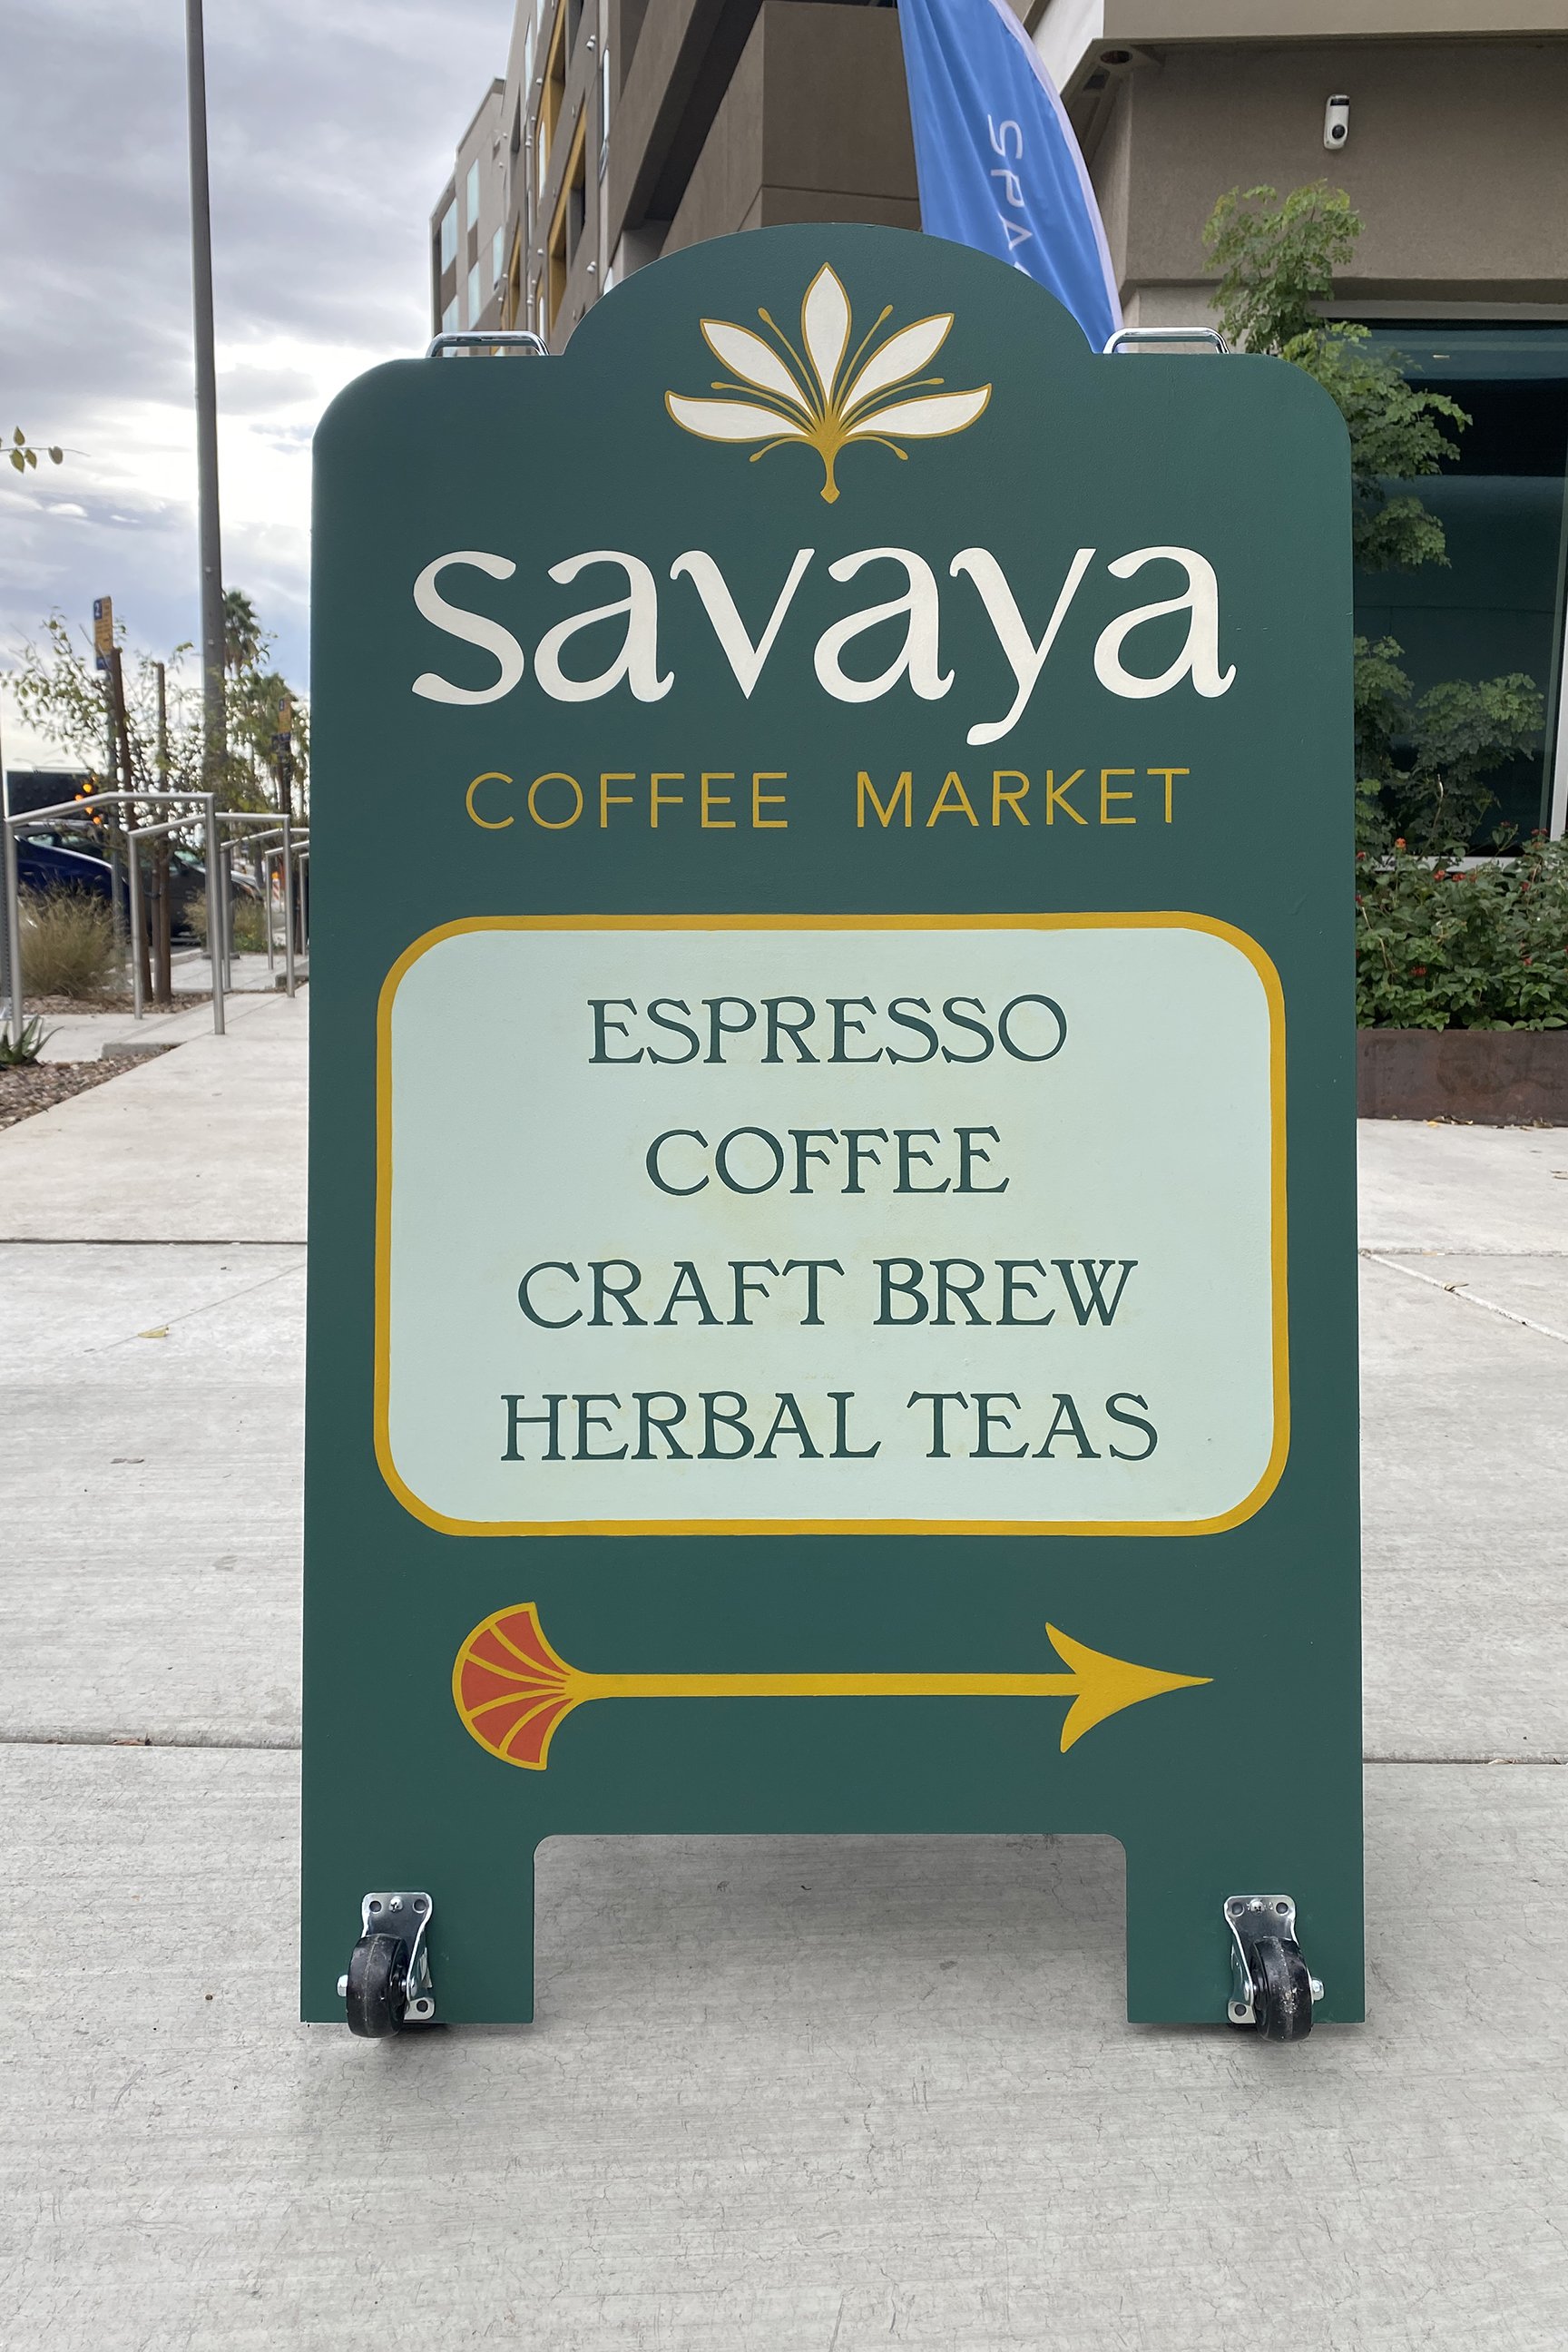 savaya
COFFEE MARKET
ESPRESSO
COFFEE
CRAFT BREW
HERBAL TEAS